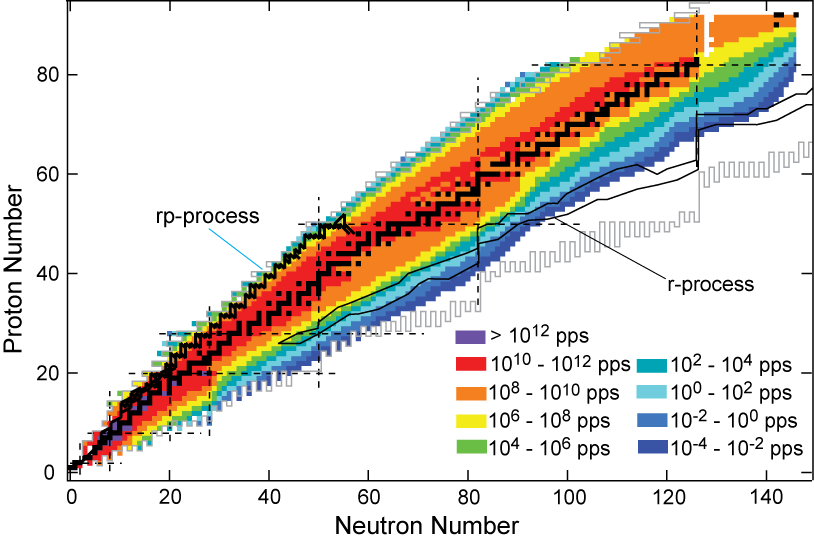 80
60
40
20
0
Proton Number
rp-process
r-process
> 10¹² pps
10¹⁰ - 10¹² pps
10⁸ - 10¹⁰ pps
10⁶ - 10⁸ pps
10⁴ - 10⁶ pps
10² - 10⁴ pps
10⁰ - 10² pps
10⁻² - 10⁰ pps
10⁻⁴ - 10⁻² pps
0 20 40 60 80 100 120 140
Neutron Number